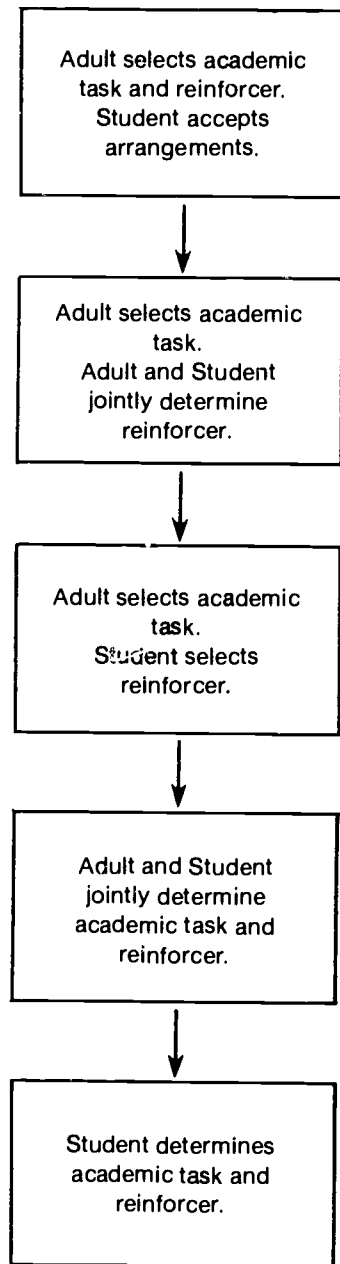 Adult selects academic
task and reinforcer.
Student accepts
arrangements.
Adult selects academic
task.
Adult and Student
jointly determine
reinforcer.
Adult selects academic
task.
Student selects
reinforcer.
Adult and Student
jointly determine
academic task and
reinforcer.
Student determines
academic task and
reinforcer.